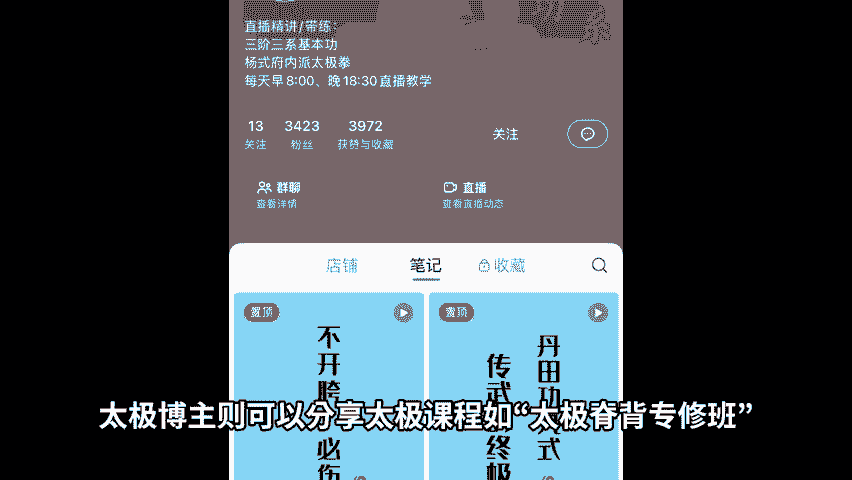 直播精讲/带练
三阶三系基本功
杨式府内派太极拳
每天早8:00、晚18:30直播教学
13 3423 3972
关注 粉丝 获赞与收藏
关注
群聊 直播
查看详情 查看直播动态
店铺 笔记 收藏
置顶 置顶
不开胯
必伤
丹田功
式
传武
终极
太极博主则可以分享太极课程如“太极脊背专修班”